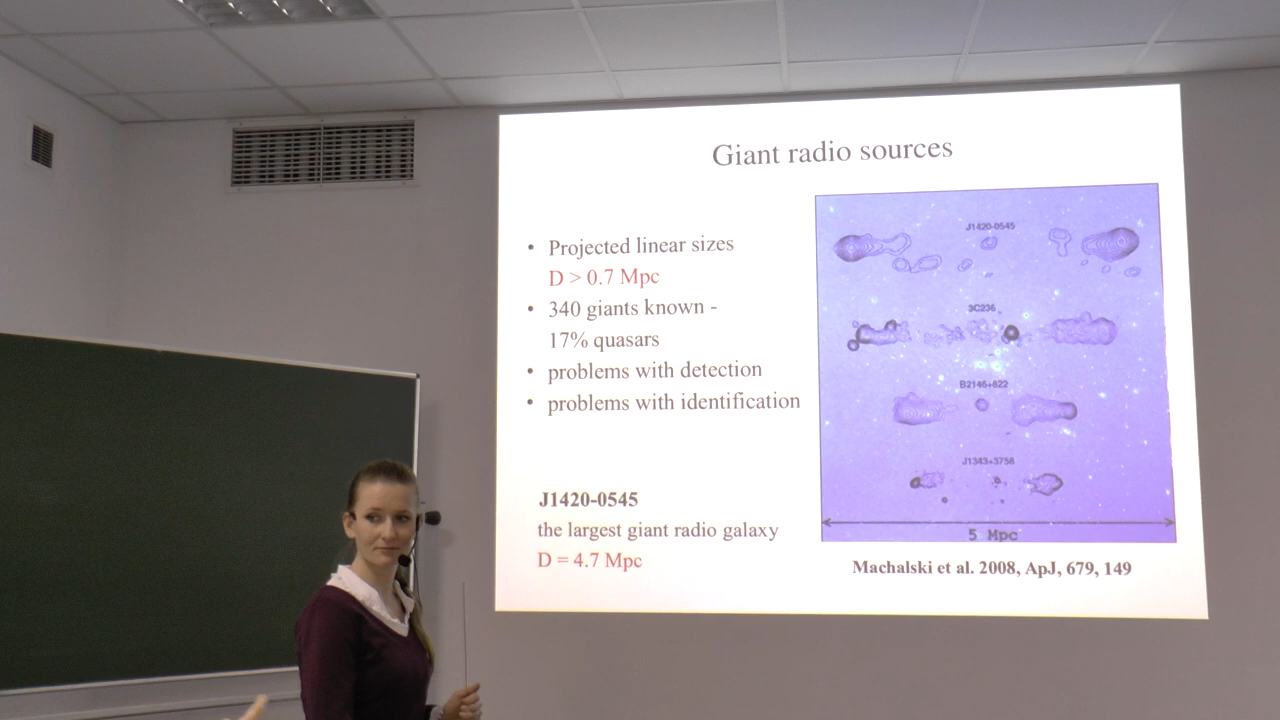 Giant radio sources
• Projected linear sizes
D > 0.7 Mpc
• 340 giants known -
17% quasars
• problems with detection
• problems with identification
J1420-0545
the largest giant radio galaxy
D = 4.7 Mpc
J1420-0545
3C236
B2146+822
J1343+3758
5 Mpc
Machalski et al. 2008, ApJ, 679, 149